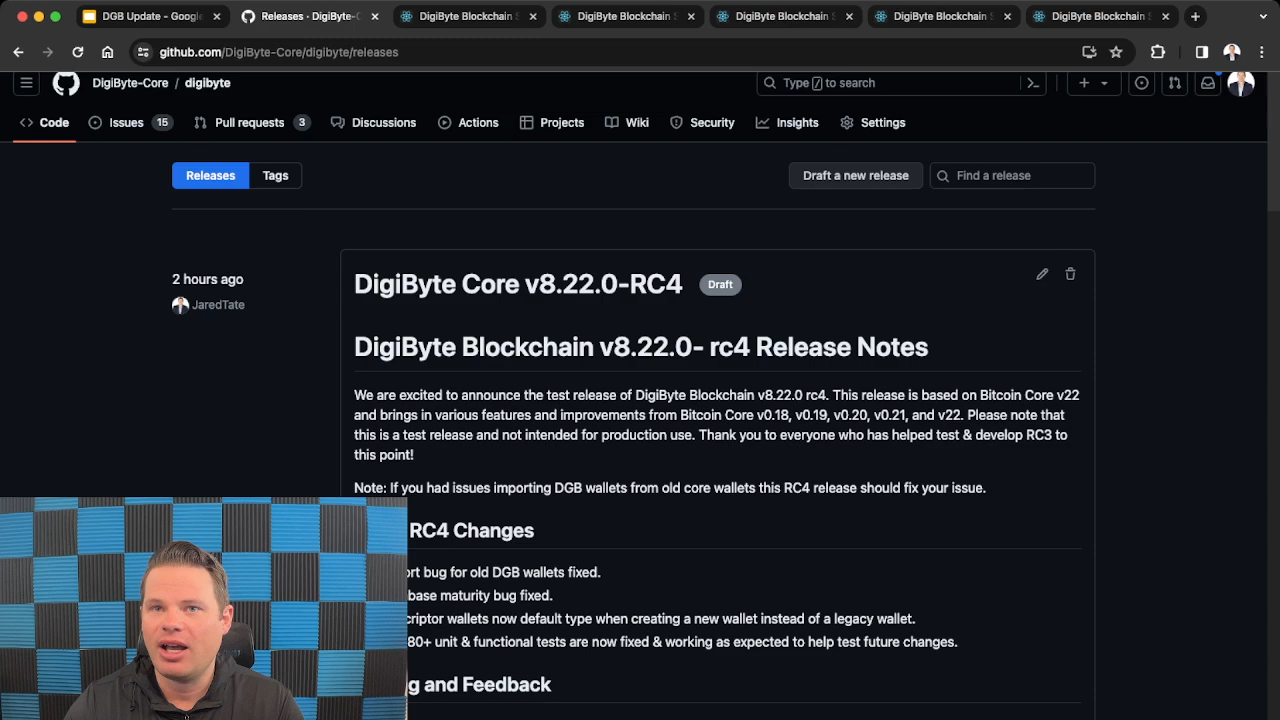 DGB Update - Google
Releases · DigiByte-C
DigiByte Blockchain S
DigiByte Blockchain S
DigiByte Blockchain S
DigiByte Blockchain S
DigiByte Blockchain S
github.com/DigiByte-Core/digibyte/releases
DigiByte-Core / digibyte
Type / to search
Code
Issues 15
Pull requests 3
Discussions
Actions
Projects
Wiki
Security
Insights
Settings
Releases
Tags
Draft a new release
Find a release
2 hours ago
JaredTate
DigiByte Core v8.22.0-RC4 Draft
DigiByte Blockchain v8.22.0- rc4 Release Notes
We are excited to announce the test release of DigiByte Blockchain v8.22.0 rc4. This release is based on Bitcoin Core v22
and brings in various features and improvements from Bitcoin Core v0.18, v0.19, v0.20, v0.21, and v22. Please note that
this is a test release and not intended for production use. Thank you to everyone who has helped test & develop RC3 to
this point!
Note: If you had issues importing DGB wallets from old core wallets this RC4 release should fix your issue.
RC4 Changes
ort bug for old DGB wallets fixed.
base maturity bug fixed.
criptor wallets now default type when creating a new wallet instead of a legacy wallet.
80+ unit & functional tests are now fixed & working as expected to help test future changes.
g and Feedback